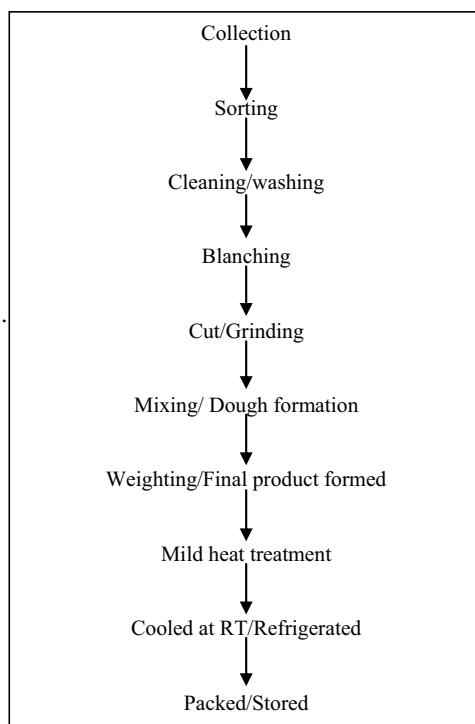 Collection
Sorting
Cleaning/washing
Blanching
Cut/Grinding
Mixing/ Dough formation
Weighting/Final product formed
Mild heat treatment
Cooled at RT/Refrigerated
Packed/Stored